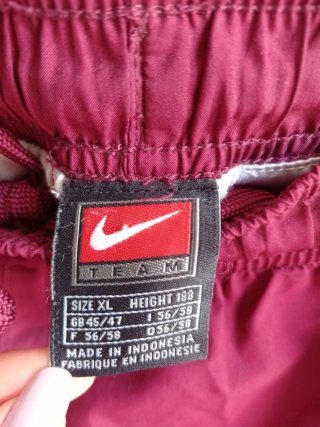 NIKE
TEAM
SIZE XL HEIGHT 188
GB 45/47 I 56/58
F 56/58 D 56/58
MADE IN INDONESIA
FABRIQUE EN INDONESIE